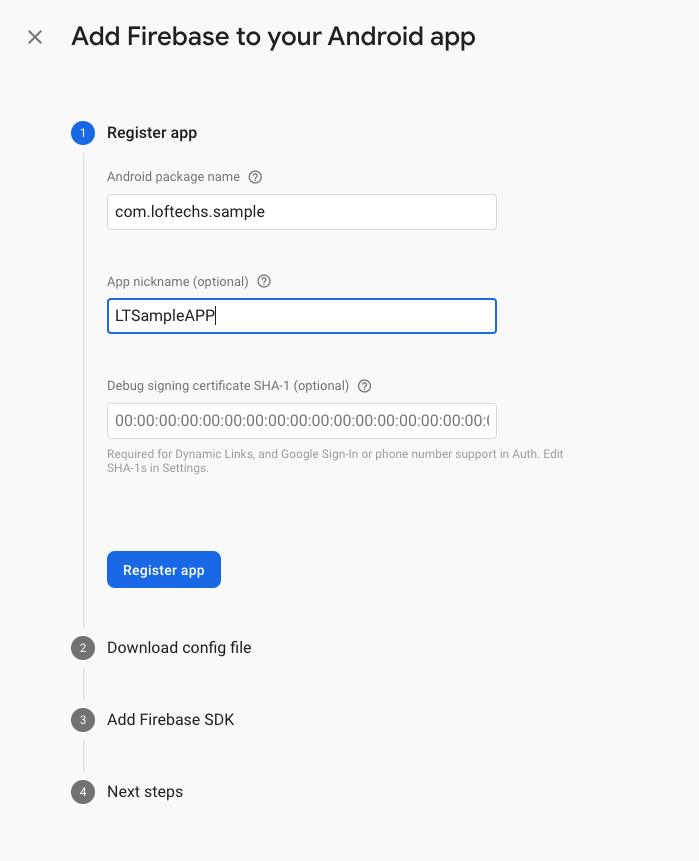 Add Firebase to your Android app
1
Register app
Android package name
com.loftechs.sample
App nickname (optional)
LTSampleAPP
Debug signing certificate SHA-1 (optional)
00:00:00:00:00:00:00:00:00:00:00:00:00:00:00:00:00:
Required for Dynamic Links, and Google Sign-In or phone number support in Auth. Edit
SHA-1s in Settings.
Register app
2
Download config file
3
Add Firebase SDK
4
Next steps